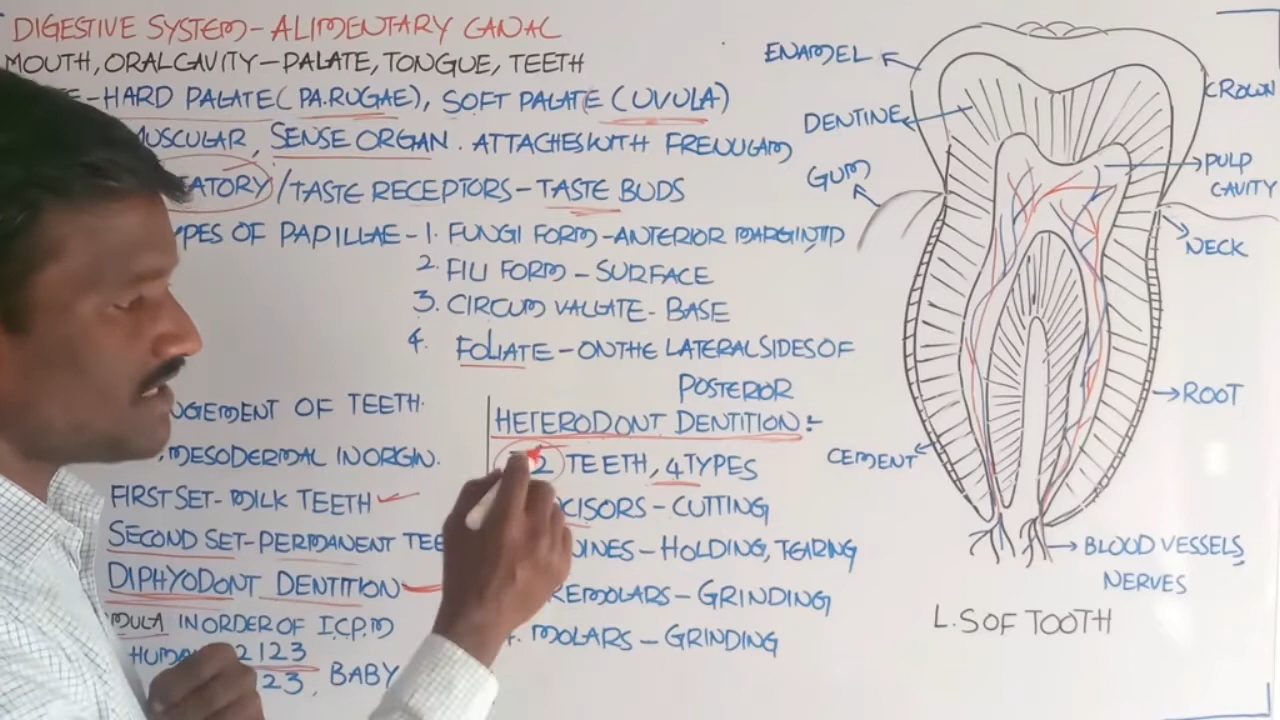 DIGESTIVE SYSTEM-ALIMENTARY CANAL
MOUTH, ORALCAVITY-PALATE, TONGUE, TEETH
-HARD PALATE (PA.RUGAE), SOFT PALATE (UVULA)
MUSCULAR, SENSE ORGAN. ATTACHES WITH
ATORY/TASTE RECEPTORS-TASTE BUDS
PES OF PAPILLAE-1. FUNGI FORM-ANTERIOR
2. FILI FORM - SURFACE
3. CIRCUM VALLATE - BASE
4. FOLIATE - ON THE LATERAL SIDES OF
POSTERIOR
NGEMENT OF TEETH.
MESODERMAL IN ORGIN.
FIRST SET- MILK TEETH
SECOND SET-PERMANENT TEE
DIPHYODONT DENTITION
MULA IN ORDER OF I.C.P.M
HUMA 2123
23, BABY
HETERODONT DENTITION:-
2 TEETH, 4 TYPES
CISORS - CUTTING
NINES - HOLDING, TEARING
REMOLARS - GRINDING
4. MOLARS - GRINDING
ENAMEL
CROWN
DENTINE
PULP
CAVITY
GUM
NECK
ROOT
CEMENT
BLOOD VESSELS,
NERVES
L.S OF TOOTH